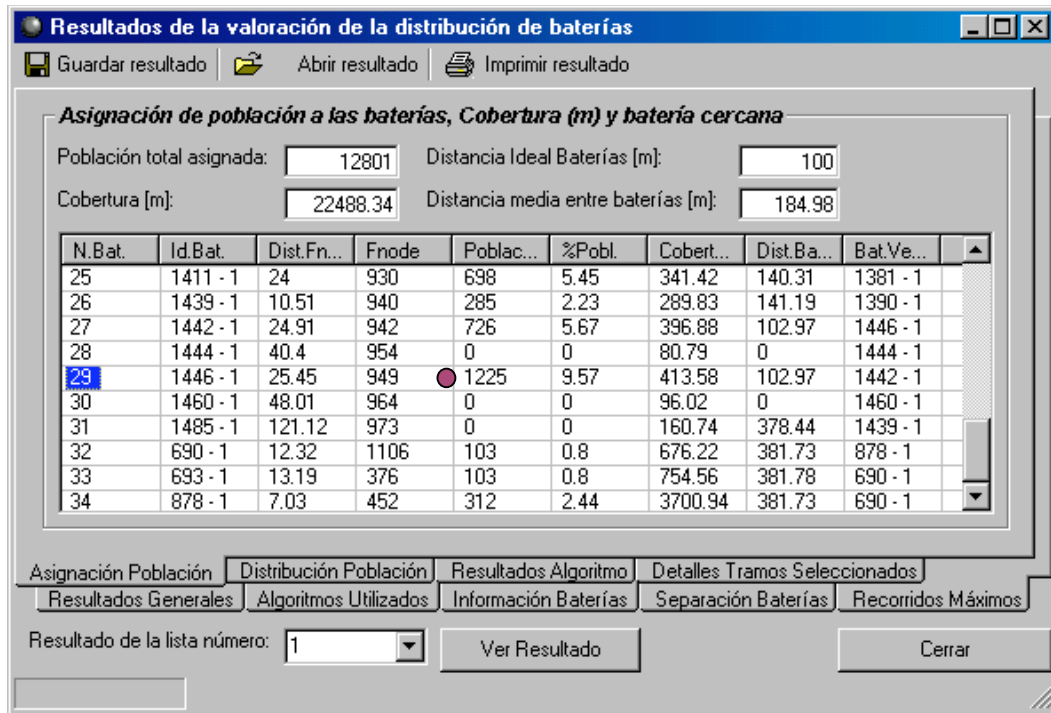 Resultados de la valoración de la distribución de baterías
Guardar resultado Abrir resultado Imprimir resultado
Asignación de población a las baterías, Cobertura (m) y batería cercana
Población total asignada: 12801 Distancia Ideal Baterías [m]: 100
Cobertura [m]: 22488.34 Distancia media entre baterías [m]: 184.98
N.Bat. Id.Bat. Dist.Fn... Fnode Poblac... %Pobl. Cobert... Dist.Ba... Bat.Ve...
25 1411 - 1 24 930 698 5.45 341.42 140.31 1381 - 1
26 1439 - 1 10.51 940 285 2.23 289.83 141.19 1390 - 1
27 1442 - 1 24.91 942 726 5.67 396.88 102.97 1446 - 1
28 1444 - 1 40.4 954 0 0 80.79 0 1444 - 1
29 1446 - 1 25.45 949 1225 9.57 413.58 102.97 1442 - 1
30 1460 - 1 48.01 964 0 0 96.02 0 1460 - 1
31 1485 - 1 121.12 973 0 0 160.74 378.44 1439 - 1
32 690 - 1 12.32 1106 103 0.8 676.22 381.73 878 - 1
33 693 - 1 13.19 376 103 0.8 754.56 381.78 690 - 1
34 878 - 1 7.03 452 312 2.44 3700.94 381.73 690 - 1
Asignación Población Distribución Población Resultados Algoritmo Detalles Tramos Seleccionados
Resultados Generales Algoritmos Utilizados Información Baterías Separación Baterías Recorridos Máximos
Resultado de la lista número: 1 Ver Resultado Cerrar